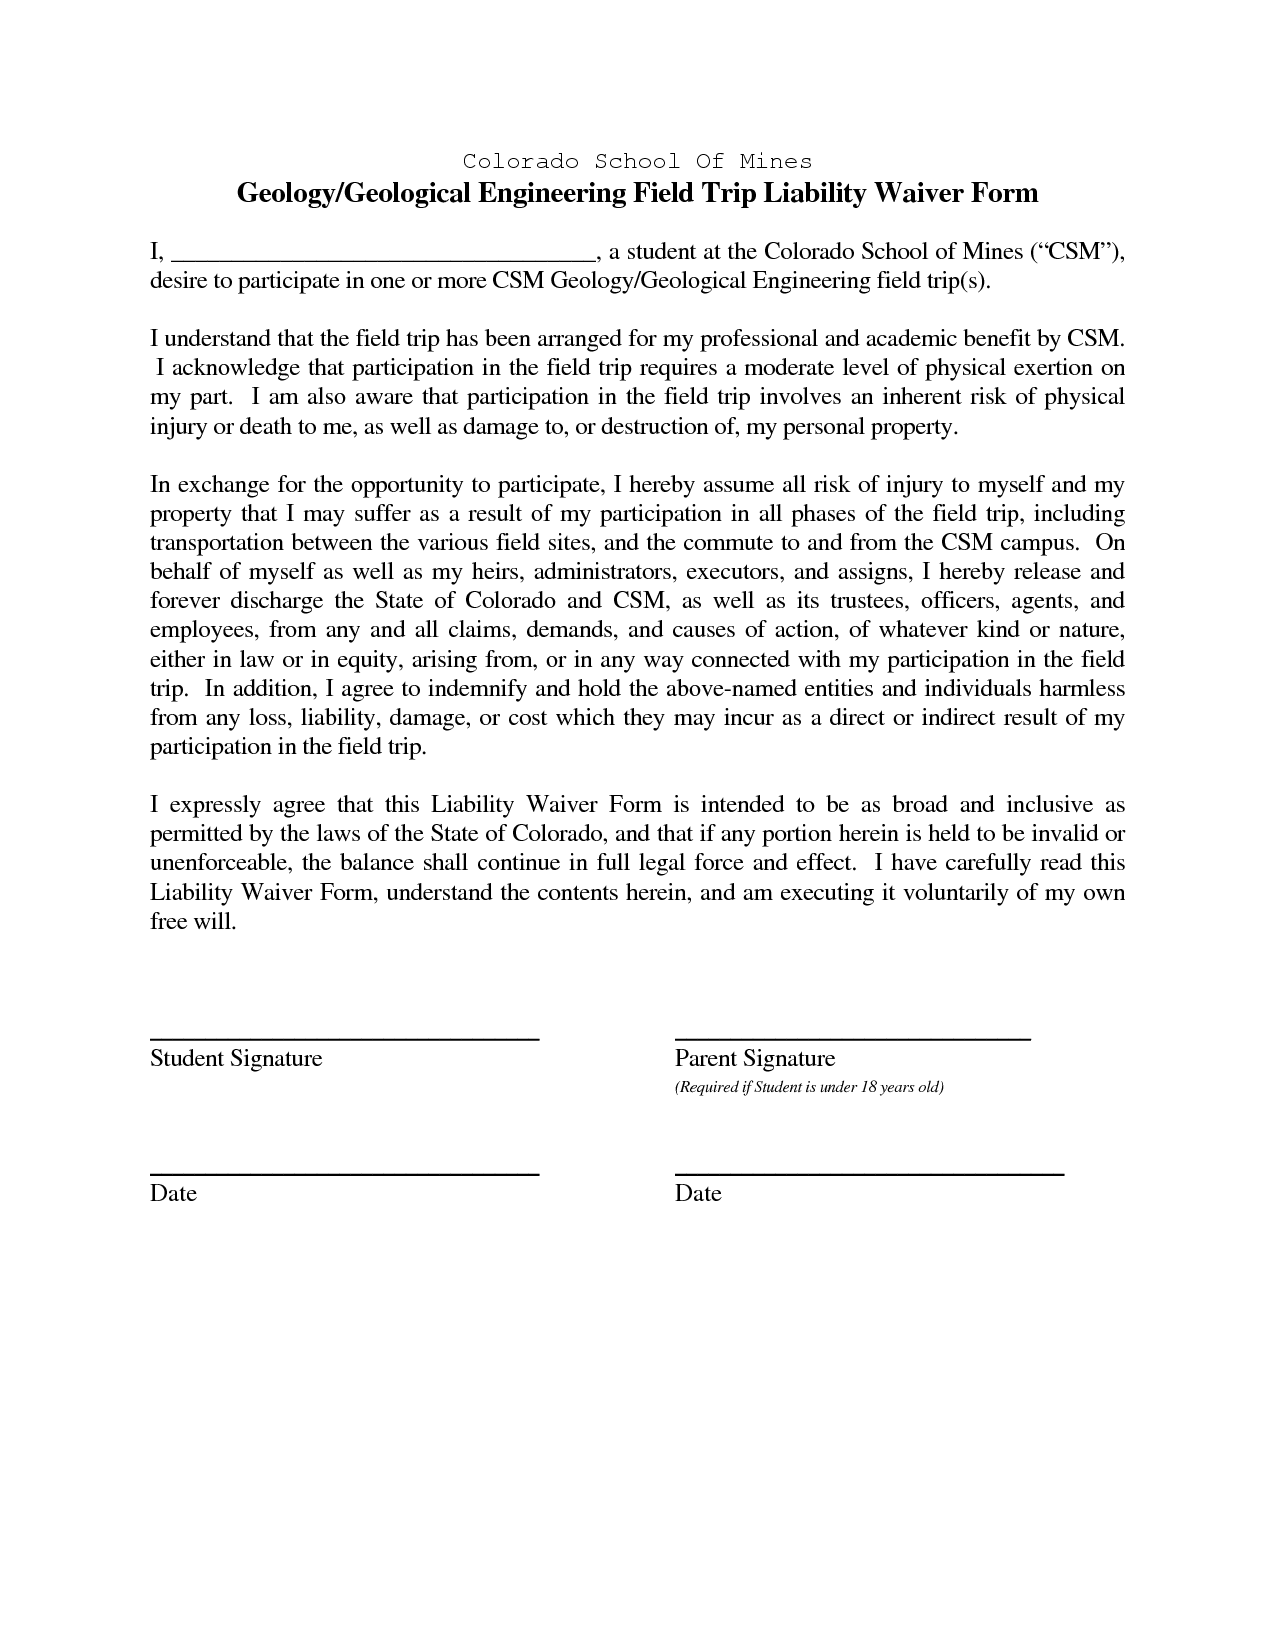 Colorado School Of Mines
Geology/Geological Engineering Field Trip Liability Waiver Form
I, __________________________________, a student at the Colorado School of Mines (“CSM”),
desire to participate in one or more CSM Geology/Geological Engineering field trip(s).
I understand that the field trip has been arranged for my professional and academic benefit by CSM.
I acknowledge that participation in the field trip requires a moderate level of physical exertion on
my part. I am also aware that participation in the field trip involves an inherent risk of physical
injury or death to me, as well as damage to, or destruction of, my personal property.
In exchange for the opportunity to participate, I hereby assume all risk of injury to myself and my
property that I may suffer as a result of my participation in all phases of the field trip, including
transportation between the various field sites, and the commute to and from the CSM campus. On
behalf of myself as well as my heirs, administrators, executors, and assigns, I hereby release and
forever discharge the State of Colorado and CSM, as well as its trustees, officers, agents, and
employees, from any and all claims, demands, and causes of action, of whatever kind or nature,
either in law or in equity, arising from, or in any way connected with my participation in the field
trip. In addition, I agree to indemnify and hold the above-named entities and individuals harmless
from any loss, liability, damage, or cost which they may incur as a direct or indirect result of my
participation in the field trip.
I expressly agree that this Liability Waiver Form is intended to be as broad and inclusive as
permitted by the laws of the State of Colorado, and that if any portion herein is held to be invalid or
unenforceable, the balance shall continue in full legal force and effect. I have carefully read this
Liability Waiver Form, understand the contents herein, and am executing it voluntarily of my own
free will.
Student Signature
Parent Signature
(Required if Student is under 18 years old)
Date
Date